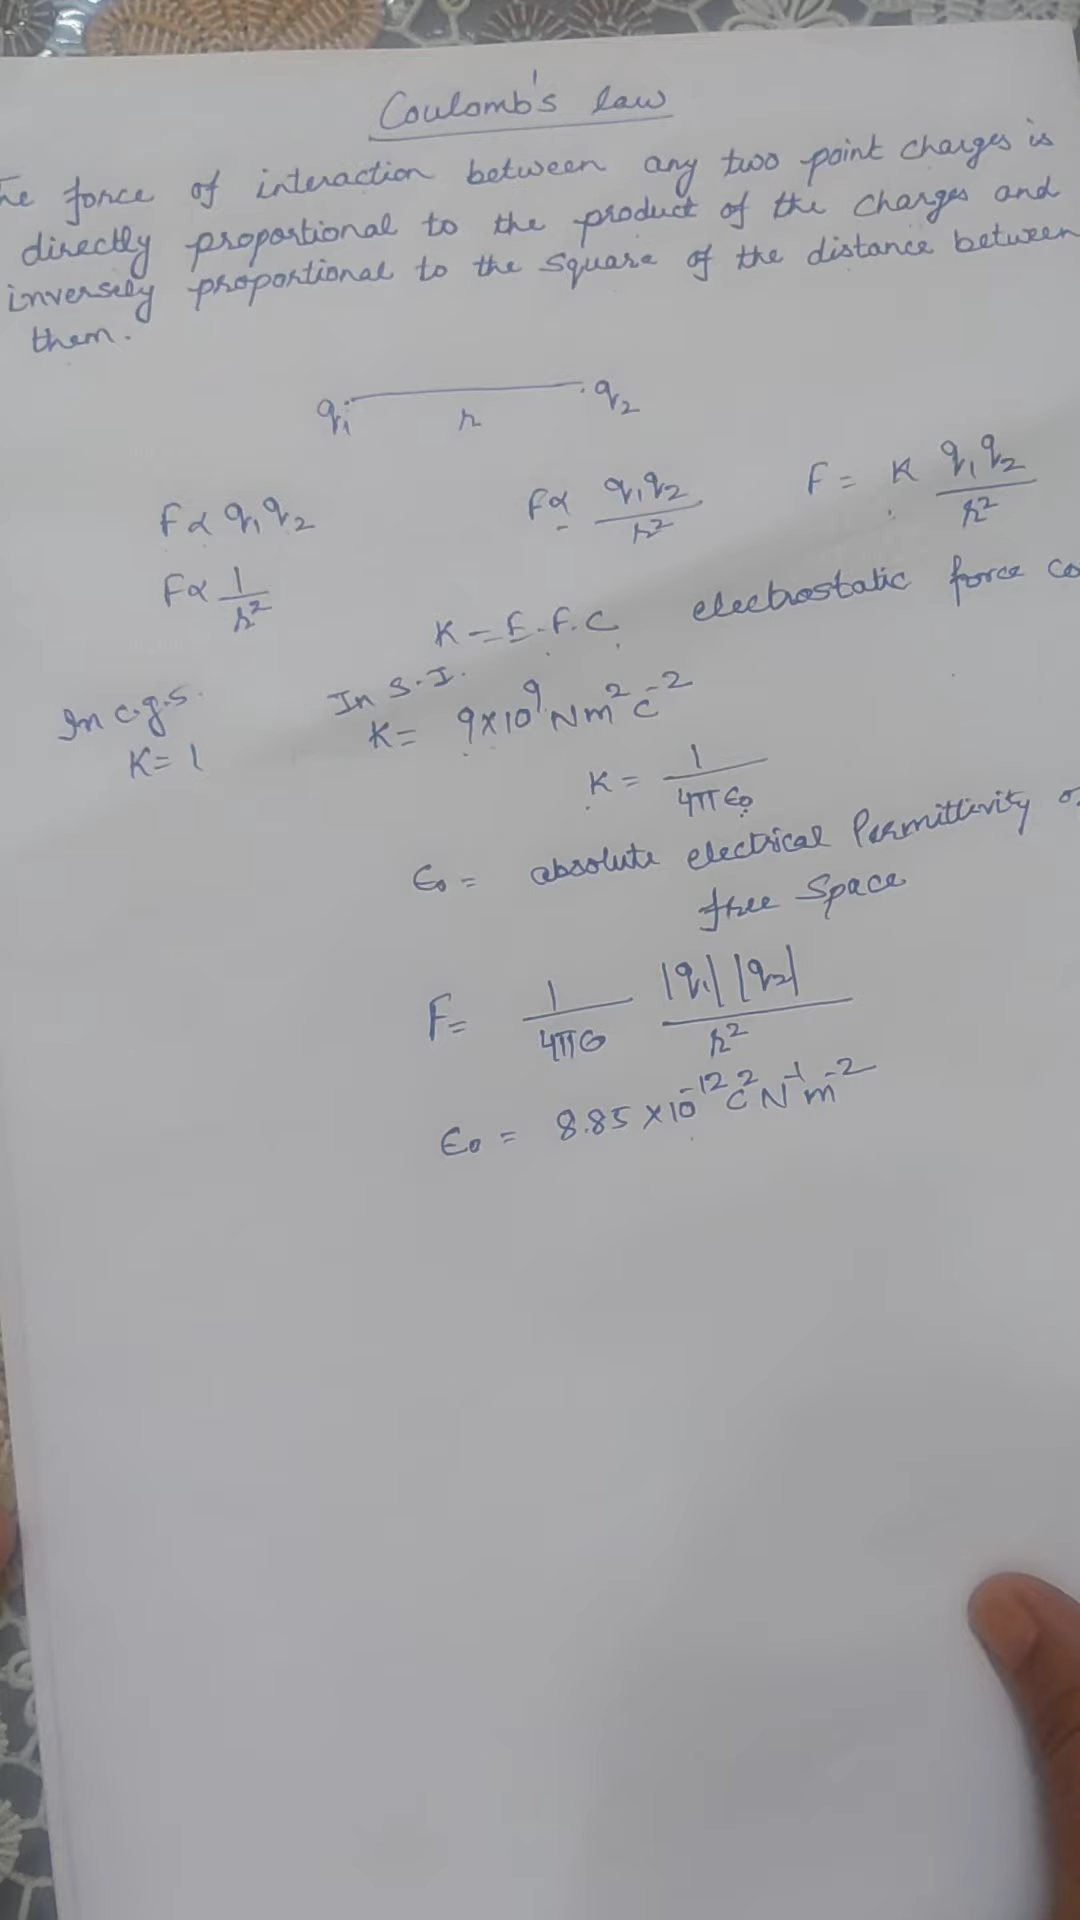 Coulomb's law
force of interaction between any two point charges is
directly proportional to the product of the charges and
inversely proportional to the square of the distance between
them.
q₁ r q₂
F∝ q₁q₂ F∝ q₁q₂/r² F = K q₁q₂/r²
F∝ 1/r²
K = E.F.C. electrostatic force
In c.g.s. In S.I.
K = 1 K = 9×10⁹ Nm²C⁻²
K = 1/4πϵ₀
ϵ₀ = absolute electrical Permittivity
free Space
F = 1/4πϵ₀ |q₁| |q₂|/r²
ϵ₀ = 8.85 ×10⁻¹² C²N⁻¹m⁻²